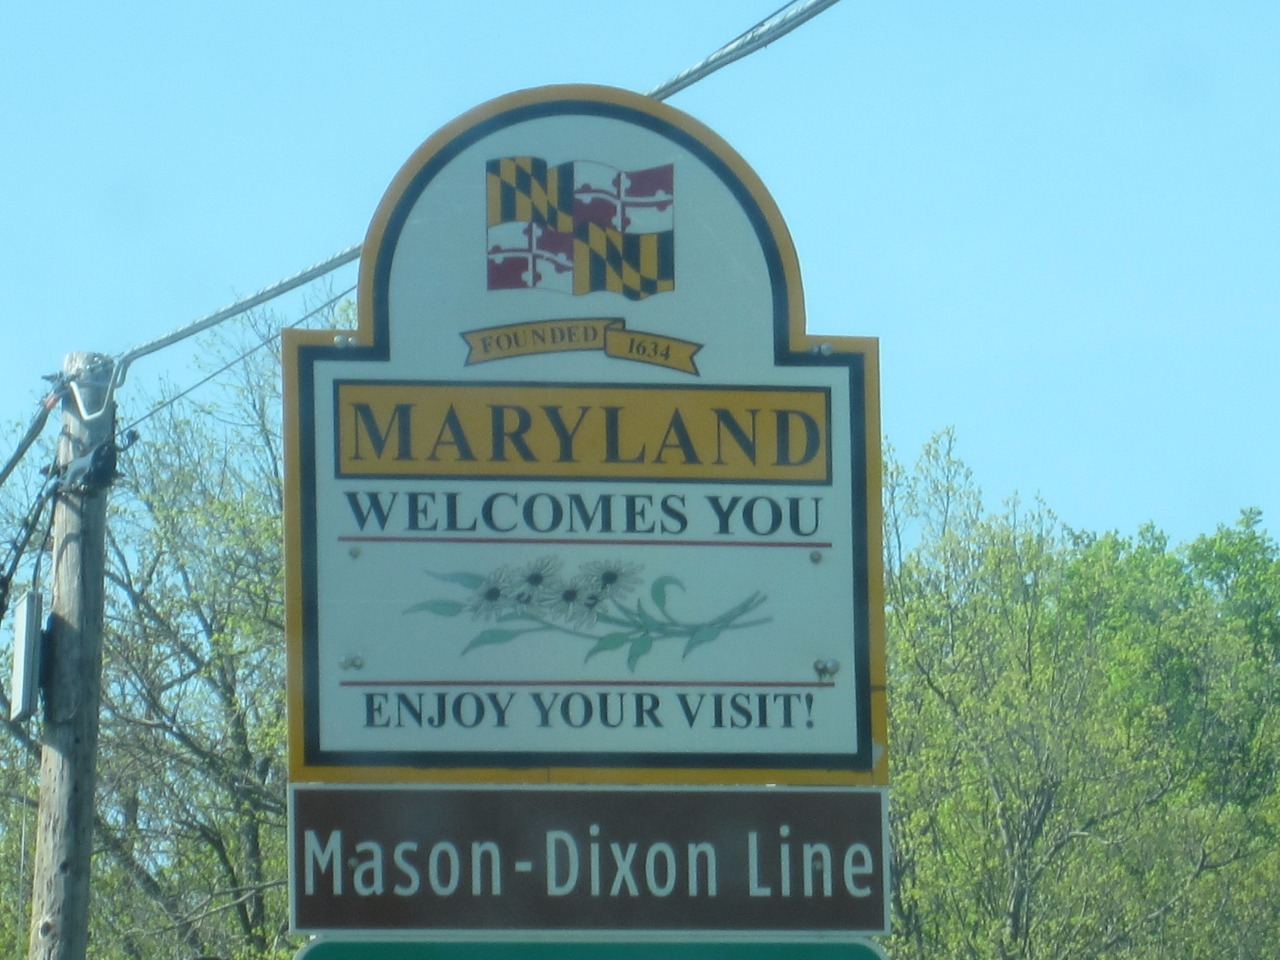 FOUNDED 1634
MARYLAND
WELCOMES YOU
ENJOY YOUR VISIT!
Mason-Dixon Line